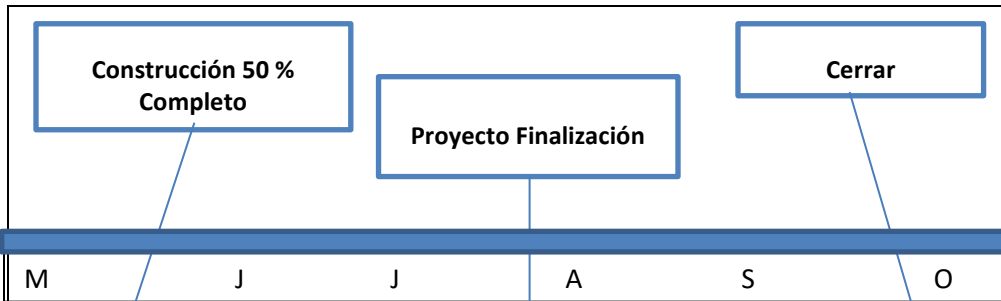 Construcción 50 %
Completo
Proyecto Finalización
Cerrar
M J J A S O